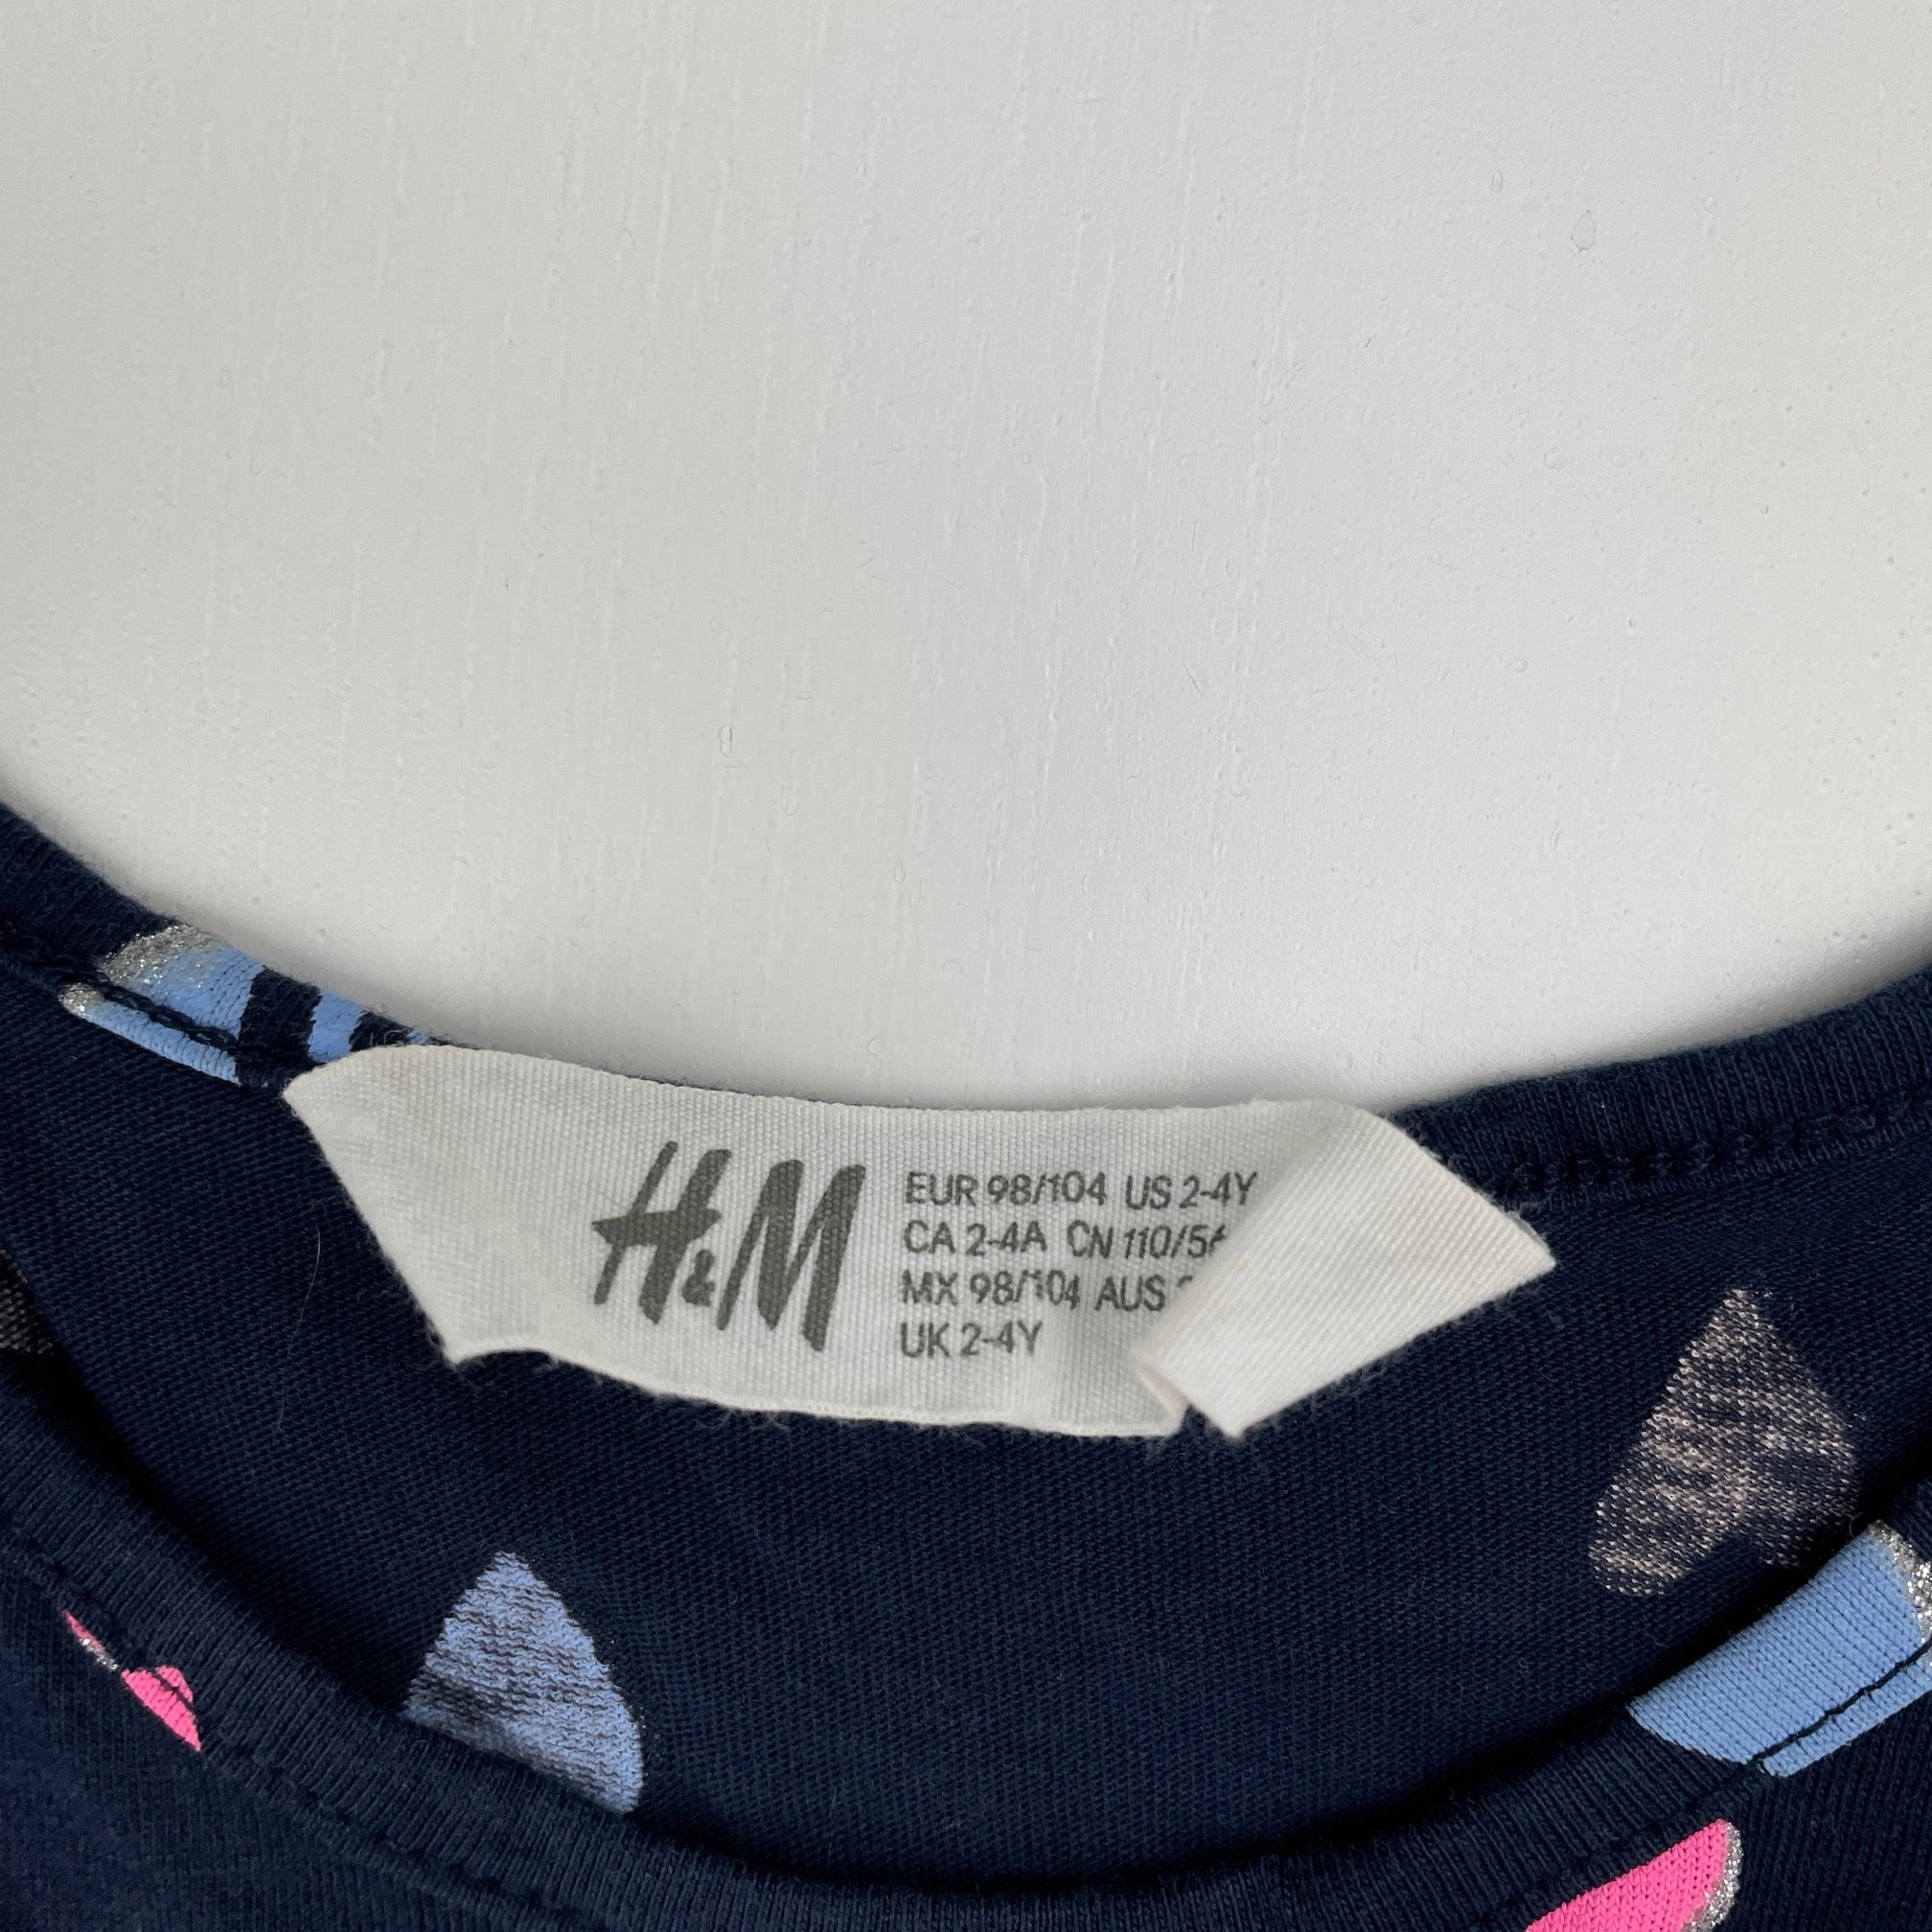 H&M
EUR 98/104 US 2-4Y
CA 2-4A CN 110/56
MX 98/104 AUS
UK 2-4Y